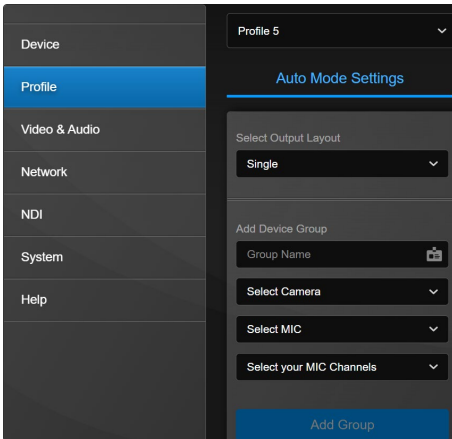 Device
Profile
Video & Audio
Network
NDI
System
Help
Profile 5
Auto Mode Settings
Select Output Layout
Single
Add Device Group
Group Name
Select Camera
Select MIC
Select your MIC Channels
Add Group